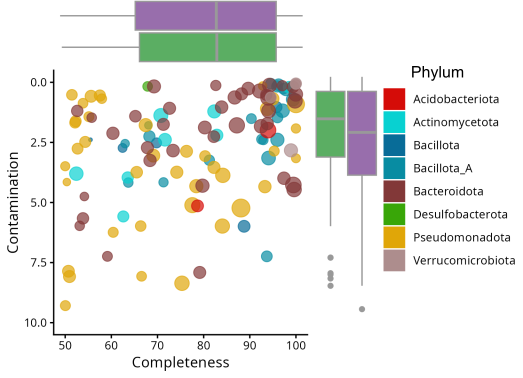 Phylum
Acidobacteriota
Actinomycetota
Bacillota
Bacillota_A
Bacteroidota
Desulfobacterota
Pseudomonadota
Verrucomicrobiota
Contamination
0.0
2.5
5.0
7.5
10.0
50 60 70 80 90 100
Completeness